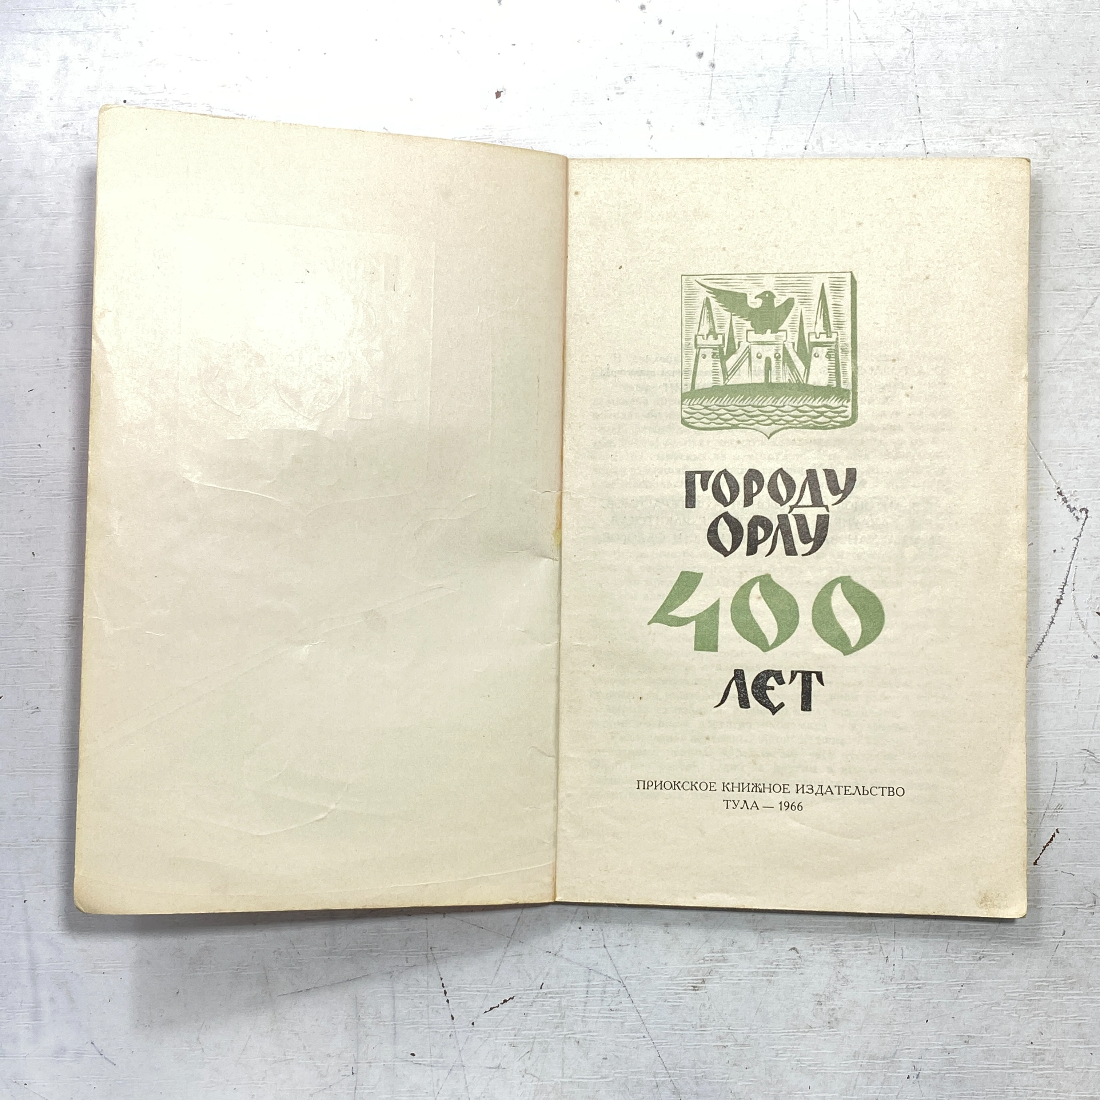 ГОРОДУ
ОРЛУ
400
ЛЕТ
ПРИОКСКОЕ КНИЖНОЕ ИЗДАТЕЛЬСТВО
ТУЛА — 1966